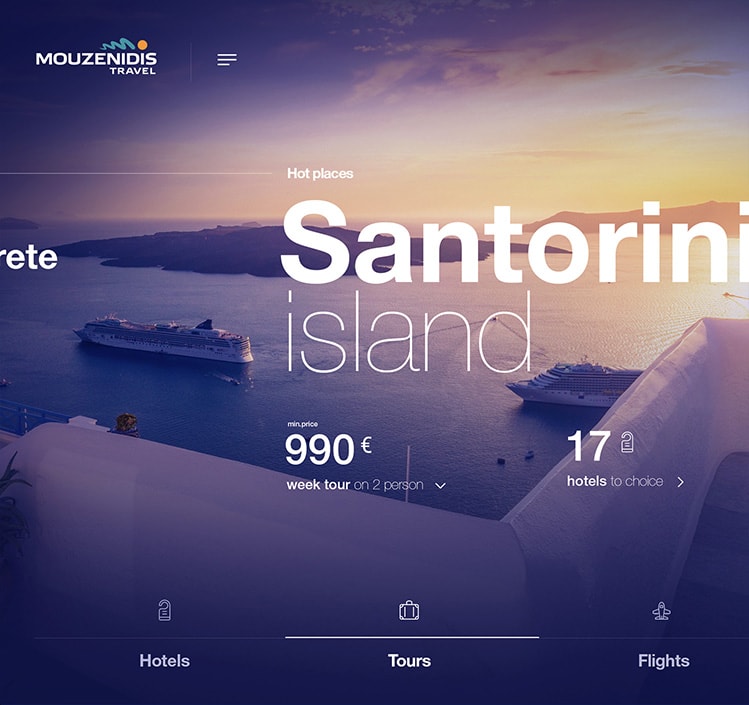 MOUZENIDIS
TRAVEL
Hot places
rete
Santorini
island
min.price
990 €
week tour on 2 person
17
hotels to choice
Hotels
Tours
Flights